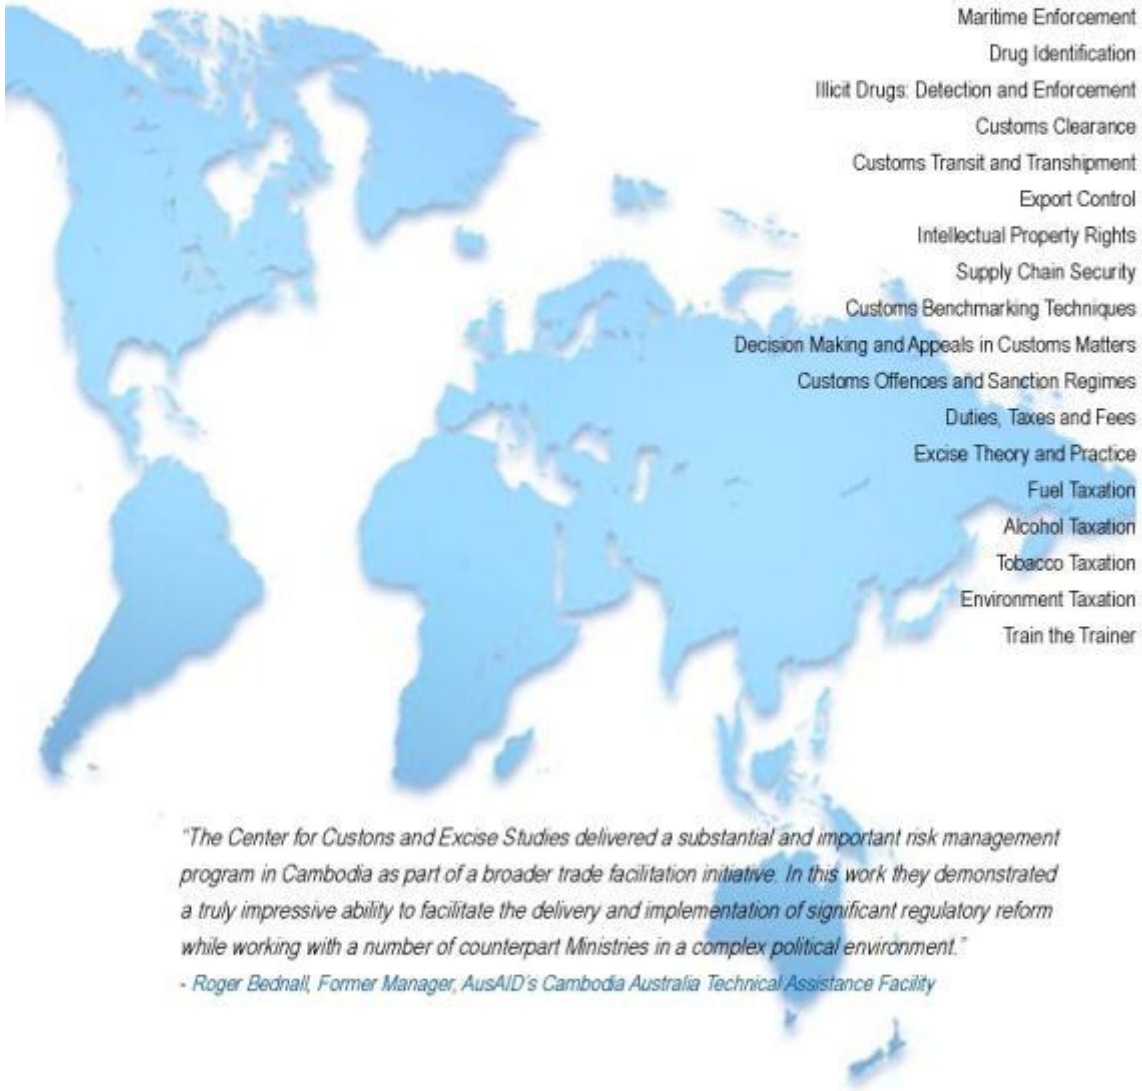 Maritime Enforcement
Drug Identification
Illicit Drugs: Detection and Enforcement
Customs Clearance
Customs Transit and Transhipment
Export Control
Intellectual Property Rights
Supply Chain Security
Customs Benchmarking Techniques
Decision Making and Appeals in Customs Matters
Customs Offences and Sanction Regimes
Duties, Taxes and Fees
Excise Theory and Practice
Fuel Taxation
Alcohol Taxation
Tobacco Taxation
Environment Taxation
Train the Trainer
“The Center for Custons and Excise Studies delivered a substantial and important risk management
program in Cambodia as part of a broader trade facilitation initiative. In this work they demonstrated
a truly impressive ability to facilitate the delivery and implementation of significant regulatory reform
while working with a number of counterpart Ministries in a complex political environment.”
- Roger Bednall, Former Manager, AusAID’s Cambodia Australia Technical Assistance Facility